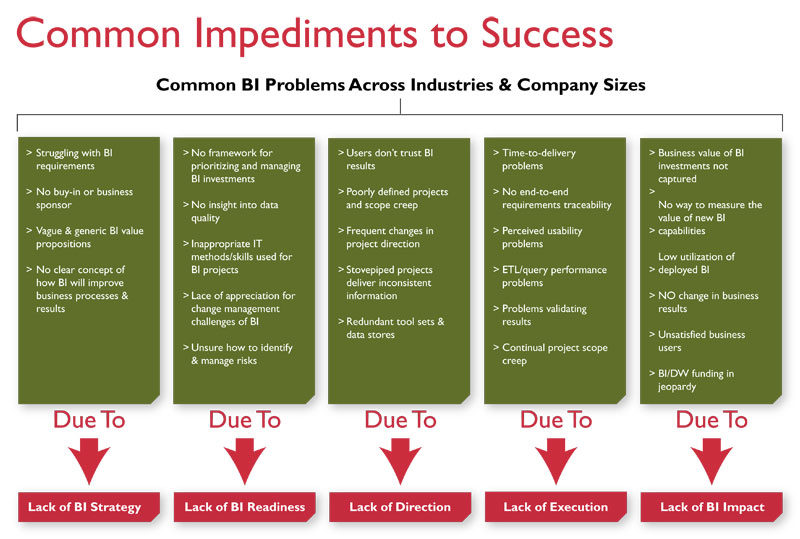 Common Impediments to Success
Common BI Problems Across Industries & Company Sizes
> Struggling with BI
requirements
> No buy-in or business
sponsor
> Vague & generic BI value
propositions
> No clear concept of
how BI will improve
business processes &
results
> No framework for
prioritizing and managing
BI investments
> No insight into data
quality
> Inappropriate IT
methods/skills used for
BI projects
> Lace of appreciation for
change management
challenges of BI
> Unsure how to identify
& manage risks
> Users don't trust BI
results
> Poorly defined projects
and scope creep
> Frequent changes in
project direction
> Stovepiped projects
deliver inconsistent
information
> Redundant tool sets &
data stores
> Time-to-delivery
problems
> No end-to-end
requirements traceability
> Perceived usability
problems
> ETL/query performance
problems
> Problems validating
results
> Continual project scope
creep
> Business value of BI
investments not
captured
>
No way to measure the
value of new BI
> capabilities
Low utilization of
> deployed BI
> NO change in business
results
> Unsatisfied business
users
> BI/DW funding in
jeopardy
Due To
Due To
Due To
Due To
Due To
Lack of BI Strategy
Lack of BI Readiness
Lack of Direction
Lack of Execution
Lack of BI Impact